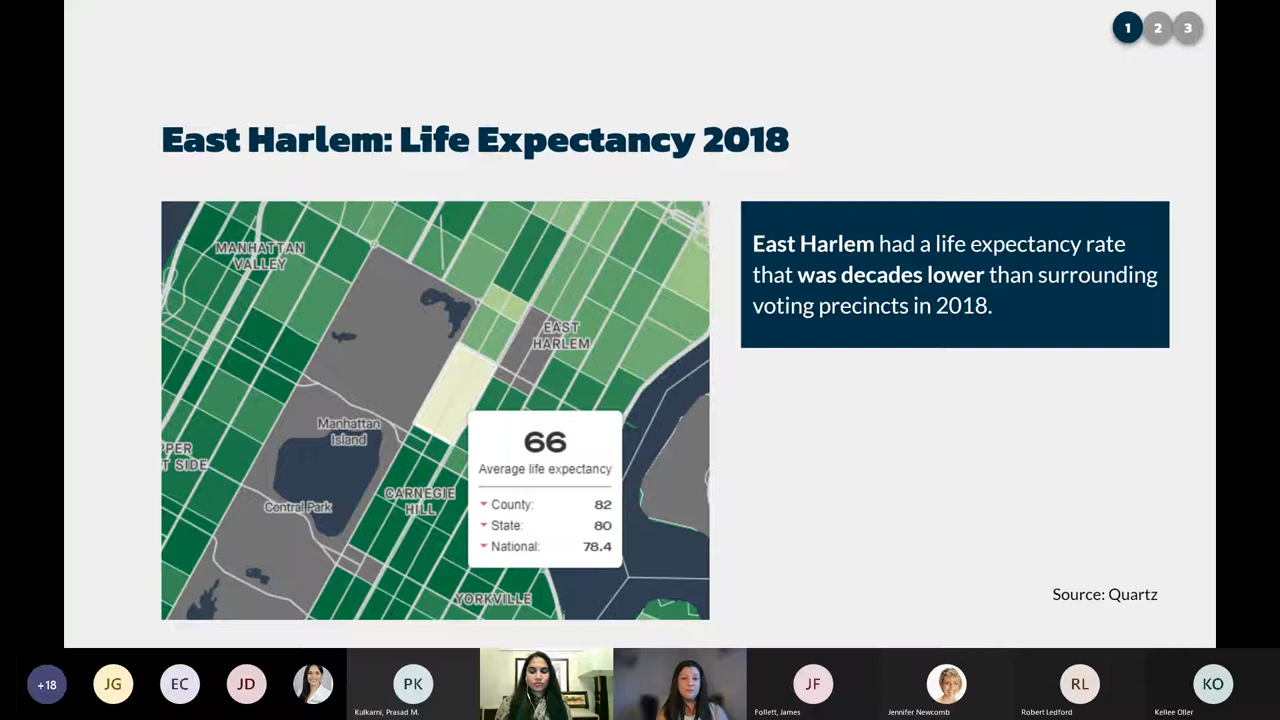 1 2 3
East Harlem: Life Expectancy 2018
MANHATTAN
VALLEY
EAST
HARLEM
Manhattan
Island
PPER
T SIDE
Central Park
CARNEGIE
HILL
YORKVILLE
66
Average life expectancy
County: 82
State: 80
National: 78.4
East Harlem had a life expectancy rate
that was decades lower than surrounding
voting precincts in 2018.
Source: Quartz
+18
JG
EC
JD
PK
Kulkarni, Prasad M.
JF
Follett, James
Jennifer Newcomb
RL
Robert Ledford
KO
Kellee Oller